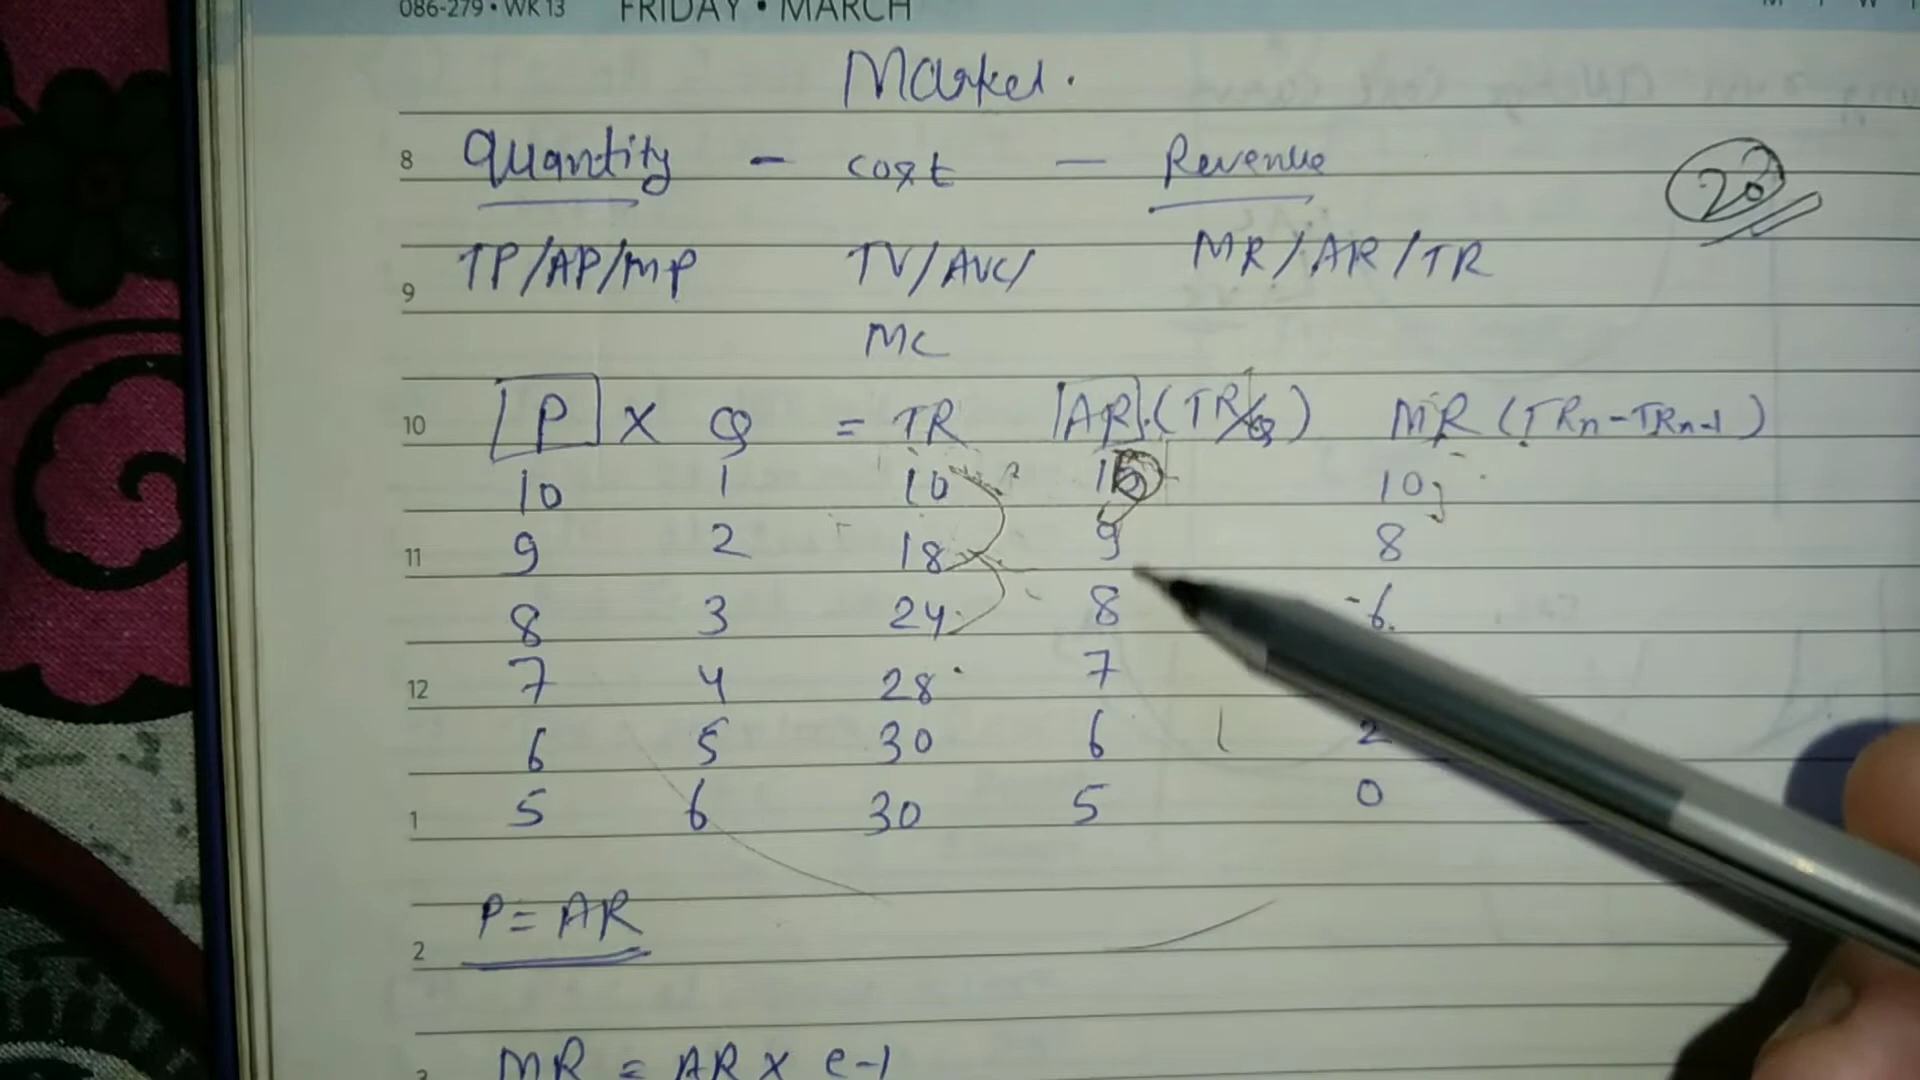 086-279 • WK 13 FRIDAY • MARCH M T W T
Market.
8 Quantity - cost - Revenue 20
9 TP/AP/MP TV/AVC/ MR/AR/TR
MC
10 P x Q = TR AR (TR/Q) MR (TRn-TRn-1)
10 1 10 10 10
11 9 2 18 9 8
8 3 24 8 6
12 7 4 28 7
6 5 30 6 2
1 5 6 30 5 0
2 P = AR
MR = AR x e-1